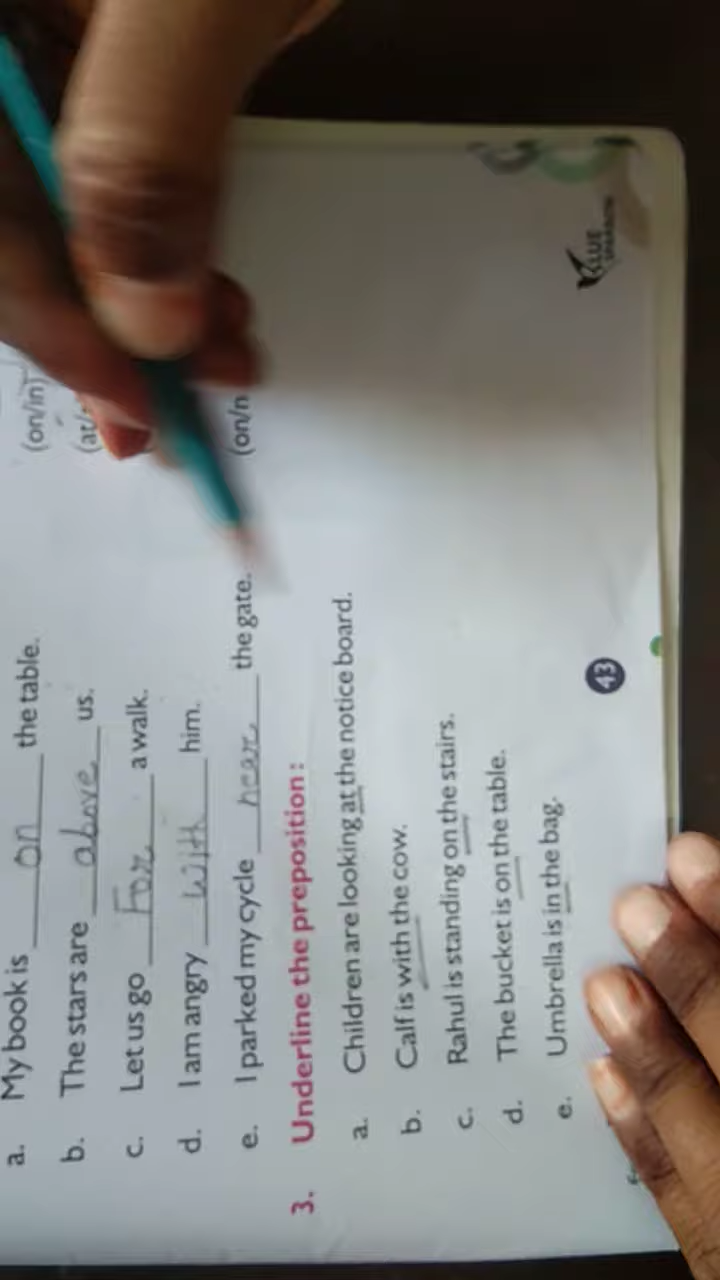 a. My book is on the table. (on/in)
b. The stars are above us. (at/
c. Let us go For a walk.
d. I am angry with him.
e. I parked my cycle near the gate. (on/n
3. Underline the preposition :
a. Children are looking at the notice board.
b. Calf is with the cow.
c. Rahul is standing on the stairs.
d. The bucket is on the table.
e. Umbrella is in the bag.
43